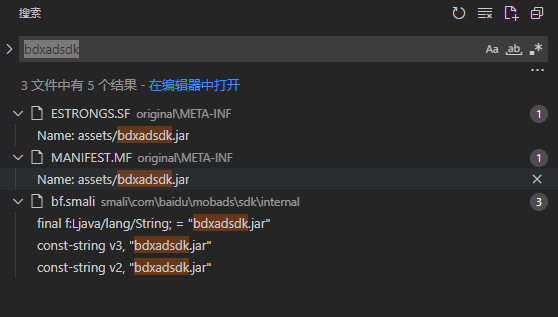 搜索
bdxadsdk
Aa ab .*
3 文件中有 5 个结果 - 在编辑器中打开
ESTRONGS.SF original\META-INF 1
Name: assets/bdxadsdk.jar
MANIFEST.MF original\META-INF 1
Name: assets/bdxadsdk.jar
bf.smali smali\com\baidu\mobads\sdk\internal 3
final f:Ljava/lang/String; = "bdxadsdk.jar"
const-string v3, "bdxadsdk.jar"
const-string v2, "bdxadsdk.jar"